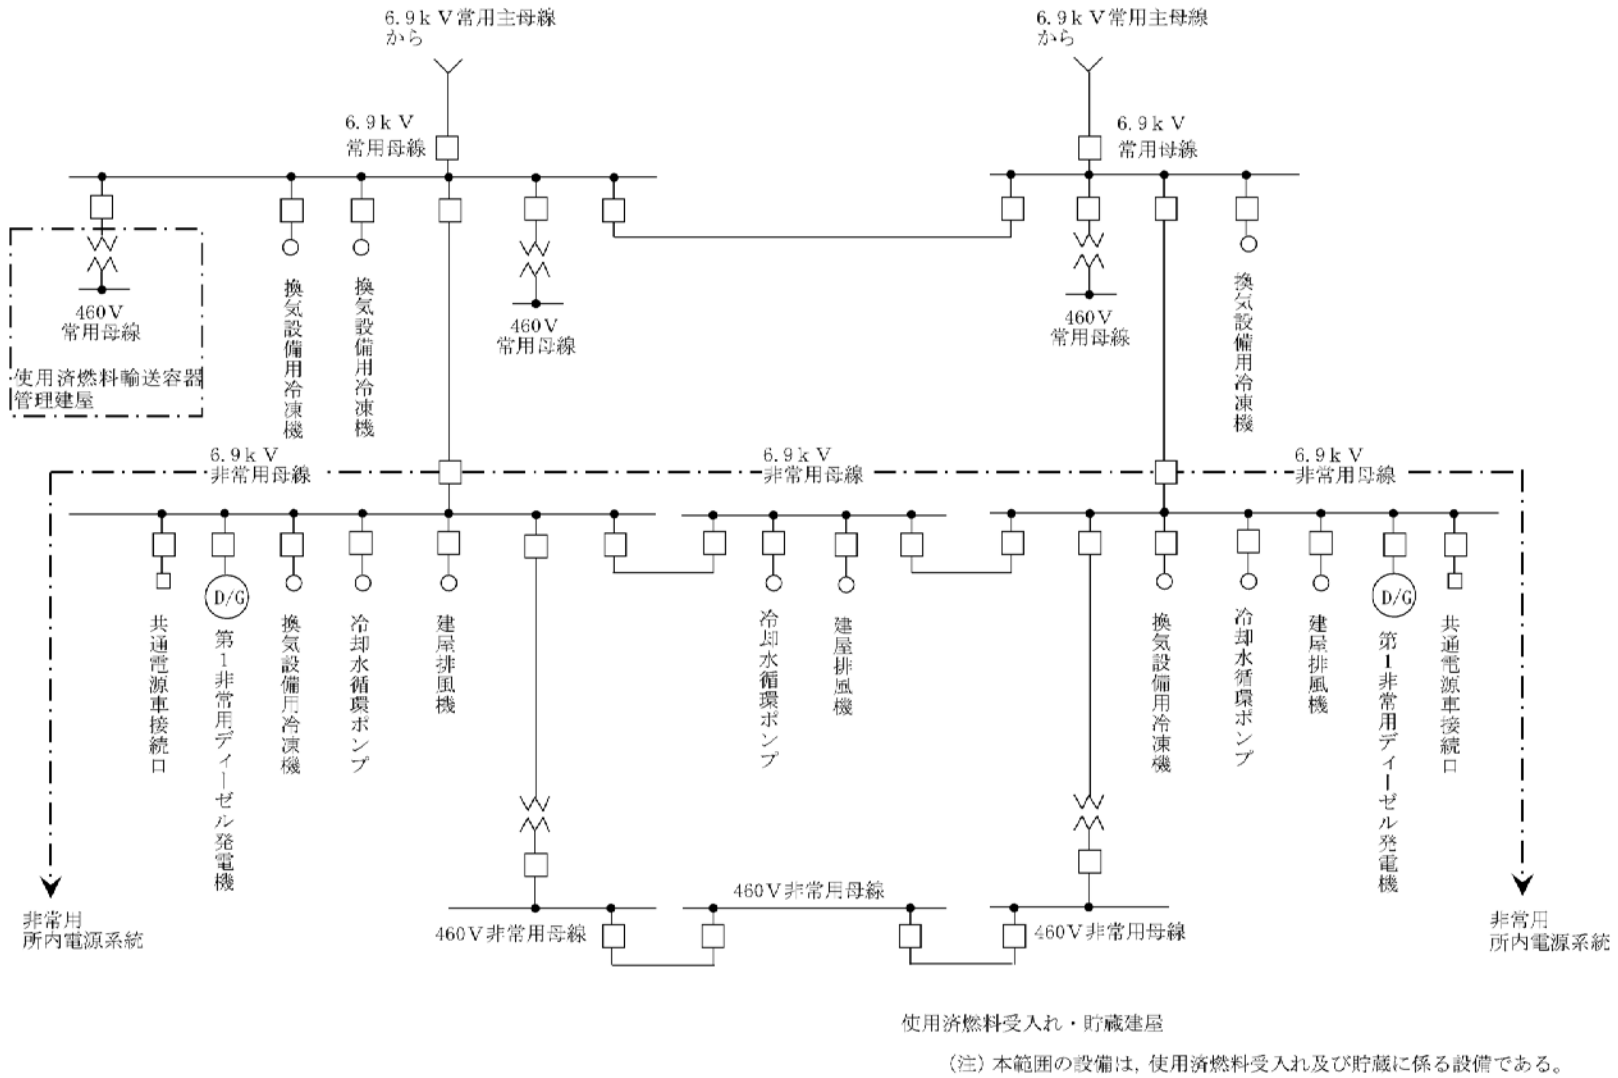 6.9kV常用主母線
から
6.9kV常用主母線
から
6.9kV
常用母線
6.9kV
常用母線
460V
常用母線
使用済燃料輸送容器
管理建屋
換気設備用冷凍機
換気設備用冷凍機
460V
常用母線
460V
常用母線
換気設備用冷凍機
6.9kV
非常用母線
6.9kV
非常用母線
6.9kV
非常用母線
共通電源車接続口
D/G
第1非常用ディーゼル発電機
換気設備用冷凍機
冷却水循環ポンプ
建屋排風機
冷却水循環ポンプ
建屋排風機
換気設備用冷凍機
冷却水循環ポンプ
建屋排風機
D/G
第1非常用ディーゼル発電機
共通電源車接続口
非常用
所内電源系統
460V非常用母線
460V非常用母線
460V非常用母線
非常用
所内電源系統
使用済燃料受入れ・貯蔵建屋
(注) 本範囲の設備は, 使用済燃料受入れ及び貯蔵に係る設備である。